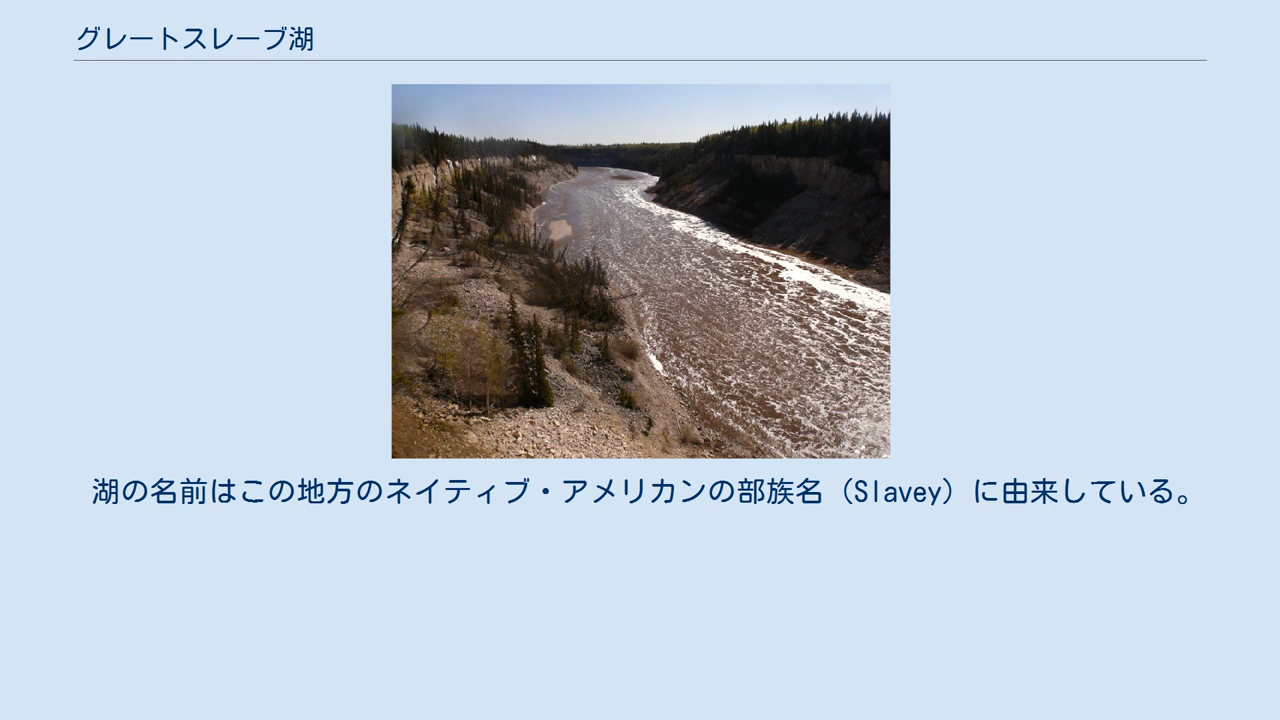 グレートスレーブ湖
湖の名前はこの地方のネイティブ・アメリカンの部族名（Slavey）に由来している。